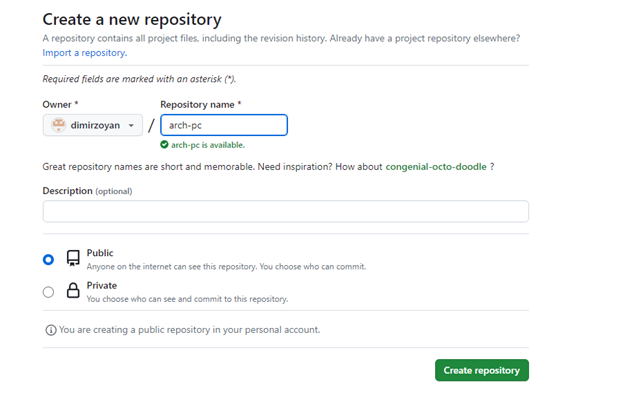 Create a new repository
A repository contains all project files, including the revision history. Already have a project repository elsewhere?
Import a repository.
Required fields are marked with an asterisk (*).
Owner * Repository name *
dimirzoyan / arch-pc
arch-pc is available.
Great repository names are short and memorable. Need inspiration? How about congenial-octo-doodle ?
Description (optional)
Public
Anyone on the internet can see this repository. You choose who can commit.
Private
You choose who can see and commit to this repository.
You are creating a public repository in your personal account.
Create repository